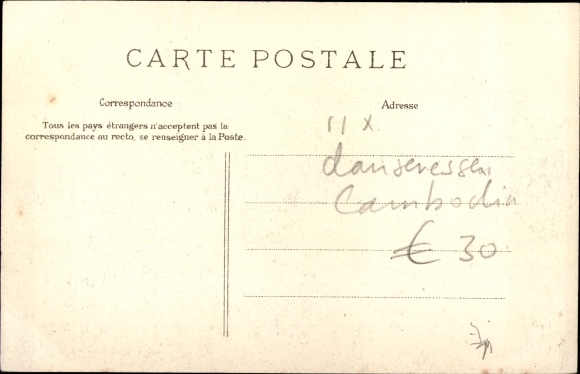 CARTE POSTALE
Correspondance
Adresse
Tous les pays étrangers n'acceptent pas la
correspondance au recto, se renseigner à la Poste.
11 x
danseressen
Cambodia
€ 30